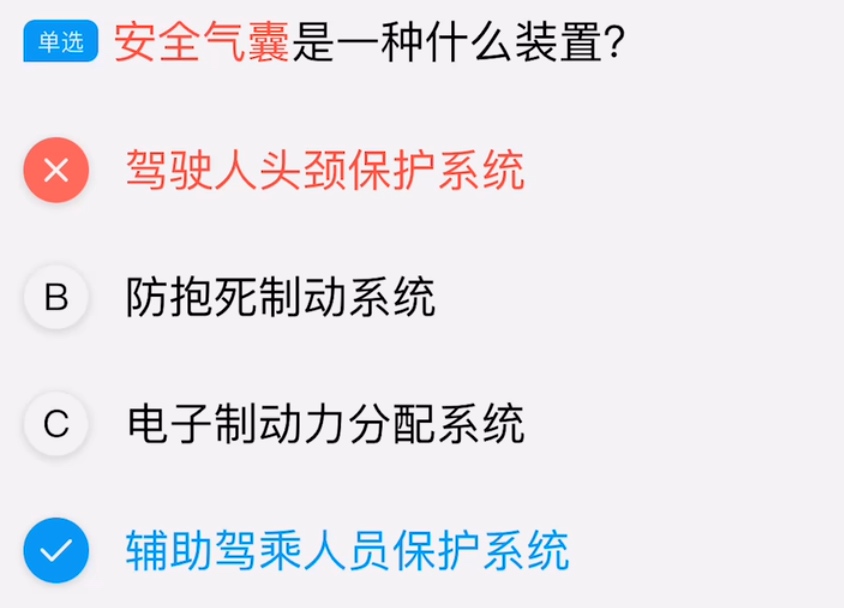 单选 安全气囊是一种什么装置？
驾驶人头颈保护系统
B 防抱死制动系统
C 电子制动力分配系统
辅助驾乘人员保护系统